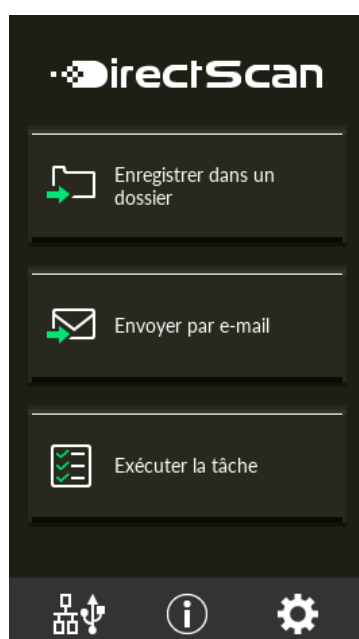 DirectScan
Enregistrer dans un
dossier
Envoyer par e-mail
Exécuter la tâche